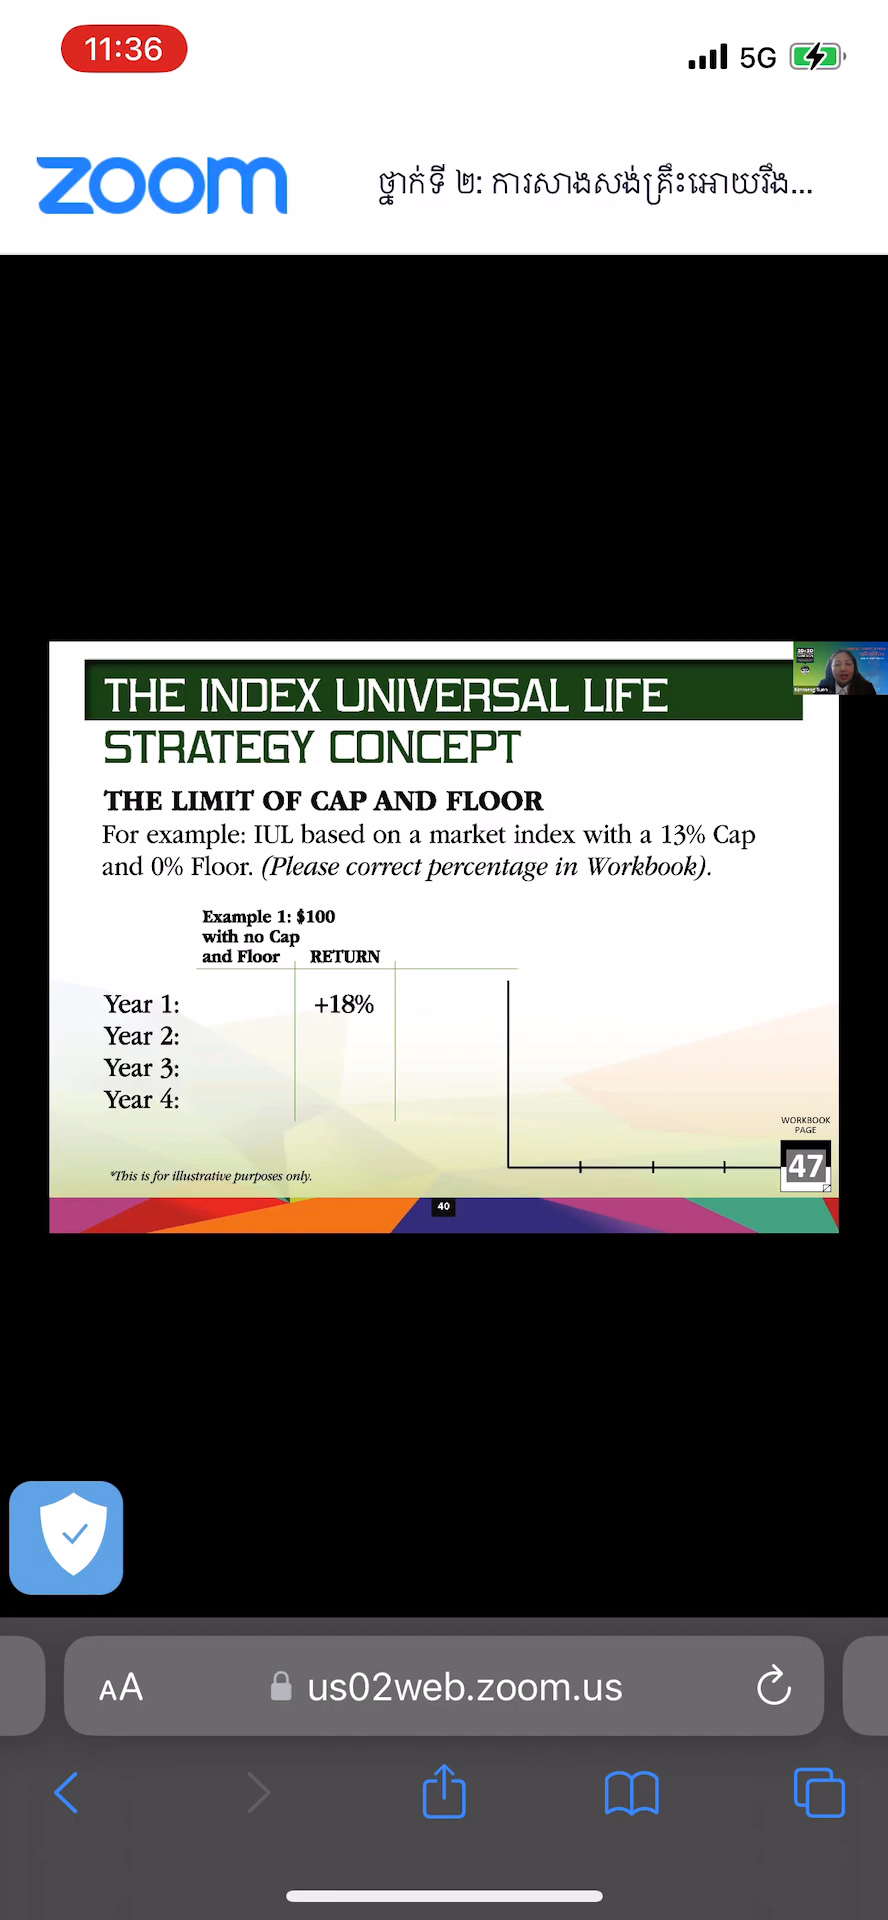 11:36
5G
zoom
ថ្នាក់ទី ២: ការសាងសង់គ្រឹះអោយរឹង...
THE INDEX UNIVERSAL LIFE
STRATEGY CONCEPT
THE LIMIT OF CAP AND FLOOR
For example: IUL based on a market index with a 13% Cap
and 0% Floor. (Please correct percentage in Workbook).
Example 1: $100
with no Cap
and Floor RETURN
Year 1: +18%
Year 2:
Year 3:
Year 4:
WORKBOOK
PAGE
47
*This is for illustrative purposes only.
40
AA us02web.zoom.us